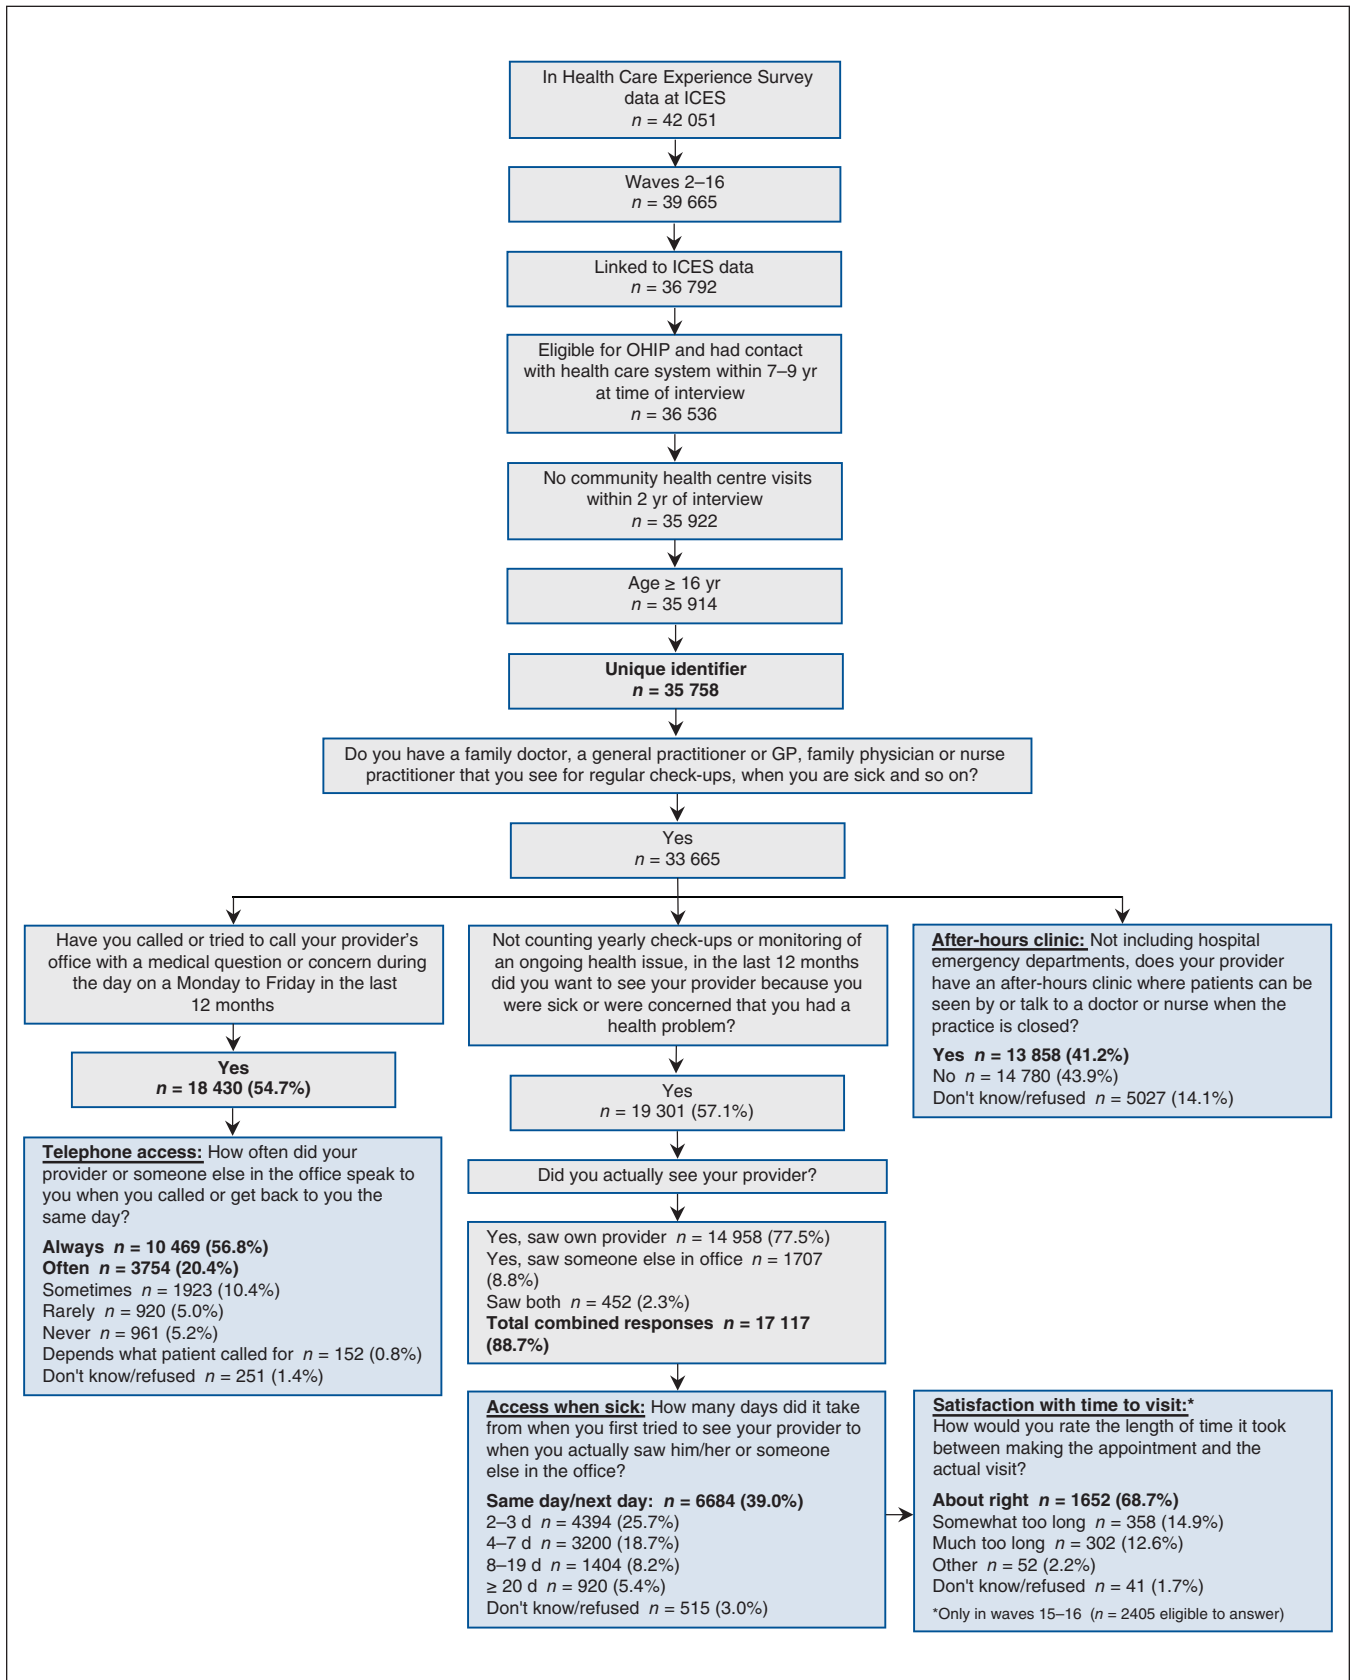 In Health Care Experience Survey
data at ICES
n = 42 051
Waves 2–16
n = 39 665
Linked to ICES data
n = 36 792
Eligible for OHIP and had contact
with health care system within 7–9 yr
at time of interview
n = 36 536
No community health centre visits
within 2 yr of interview
n = 35 922
Age ≥ 16 yr
n = 35 914
Unique identifier
n = 35 758
Do you have a family doctor, a general practitioner or GP, family physician or nurse
practitioner that you see for regular check-ups, when you are sick and so on?
Yes
n = 33 665
Have you called or tried to call your provider's
office with a medical question or concern during
the day on a Monday to Friday in the last
12 months
Yes
n = 18 430 (54.7%)
Telephone access: How often did your
provider or someone else in the office speak to
you when you called or get back to you the
same day?
Always n = 10 469 (56.8%)
Often n = 3754 (20.4%)
Sometimes n = 1923 (10.4%)
Rarely n = 920 (5.0%)
Never n = 961 (5.2%)
Depends what patient called for n = 152 (0.8%)
Don't know/refused n = 251 (1.4%)
Not counting yearly check-ups or monitoring of
an ongoing health issue, in the last 12 months
did you want to see your provider because you
were sick or were concerned that you had a
health problem?
Yes
n = 19 301 (57.1%)
Did you actually see your provider?
Yes, saw own provider n = 14 958 (77.5%)
Yes, saw someone else in office n = 1707
(8.8%)
Saw both n = 452 (2.3%)
Total combined responses n = 17 117
(88.7%)
Access when sick: How many days did it take
from when you first tried to see your provider to
when you actually saw him/her or someone
else in the office?
Same day/next day: n = 6684 (39.0%)
2–3 d n = 4394 (25.7%)
4–7 d n = 3200 (18.7%)
8–19 d n = 1404 (8.2%)
≥ 20 d n = 920 (5.4%)
Don't know/refused n = 515 (3.0%)
After-hours clinic: Not including hospital
emergency departments, does your provider
have an after-hours clinic where patients can be
seen by or talk to a doctor or nurse when the
practice is closed?
Yes n = 13 858 (41.2%)
No n = 14 780 (43.9%)
Don't know/refused n = 5027 (14.1%)
Satisfaction with time to visit:*
How would you rate the length of time it took
between making the appointment and the
actual visit?
About right n = 1652 (68.7%)
Somewhat too long n = 358 (14.9%)
Much too long n = 302 (12.6%)
Other n = 52 (2.2%)
Don't know/refused n = 41 (1.7%)
*Only in waves 15–16 (n = 2405 eligible to answer)